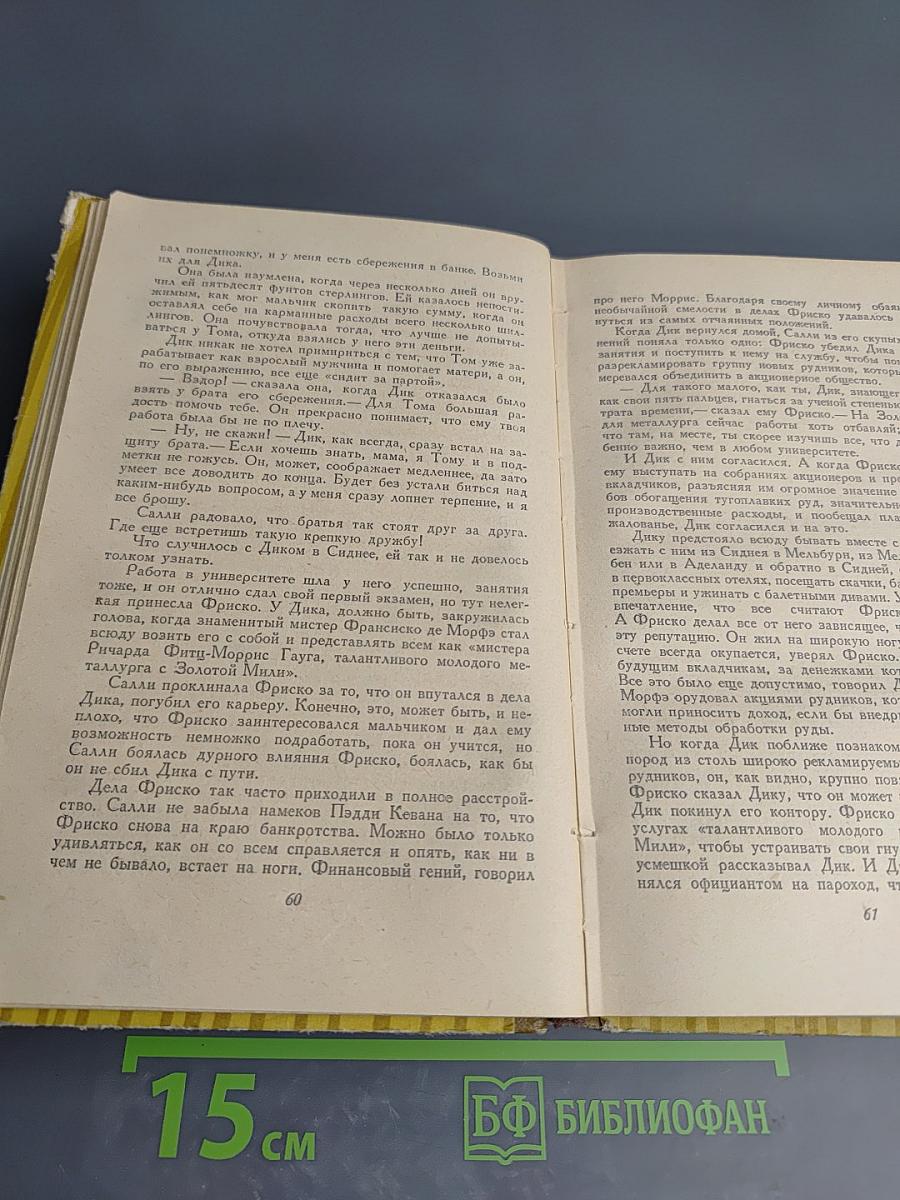 вал понемножку, и у меня есть сбережения в банке. Возьми
их для Дика.
Она была изумлена, когда через несколько дней он вру-
чил ей пятьдесят фунтов стерлингов. Ей казалось непости-
жимым, как мог мальчик скопить такую сумму, когда он
оставлял себе на карманные расходы всего несколько шил-
лингов. Она почувствовала тогда, что лучше не допыты-
ваться у Тома, откуда взялись у него эти деньги.
Дик никак не хотел примириться с тем, что Том уже за-
рабатывает как взрослый мужчина и помогает матери, а он,
по его выражению, все еще «сидит за партой».
— Вздор! — сказала она, когда Дик отказался было
взять у брата его сбережения.— Для Тома большая ра-
дость помочь тебе. Он прекрасно понимает, что ему твоя
работа была бы не по плечу.
— Ну, не скажи! — Дик, как всегда, сразу встал на за-
щиту брата.— Если хочешь знать, мама, я Тому и в под-
метки не гожусь. Он, может, соображает медленнее, да зато
умеет все доводить до конца. Будет без устали биться над
каким-нибудь вопросом, а у меня сразу лопнет терпение, и я
все брошу.
Салли радовало, что братья так стоят друг за друга.
Где еще встретишь такую крепкую дружбу!
Что случилось с Диком в Сиднее, ей так и не довелось
толком узнать.
Работа в университете шла у него успешно, занятия
тоже, и он отлично сдал свой первый экзамен, но тут нелег-
кая принесла Фриско. У Дика, должно быть, закружилась
голова, когда знаменитый мистер Франсиско де Морфэ стал
всюду возить его с собой и представлять всем как «мистера
Ричарда Фитц-Моррис Гауга, талантливого молодого ме-
таллурга с Золотой Мили».
Салли проклинала Фриско за то, что он впутался в дела
Дика, погубил его карьеру. Конечно, это, может быть, и не-
плохо, что Фриско заинтересовался мальчиком и дал ему
возможность немножко подработать, пока он учится, но
Салли боялась дурного влияния Фриско, боялась, как бы
он не сбил Дика с пути.
Дела Фриско так часто приходили в полное расстрой-
ство. Салли не забыла намеков Пэдди Кевана на то, что
Фриско снова на краю банкротства. Можно было только
удивляться, как он со всем справляется и опять, как ни в
чем не бывало, встает на ноги. Финансовый гений, говорил
60
про него Моррис. Благодаря своему личному
необычайной смелости в делах Фриско удавалось
нуться из самых отчаянных положений.
Когда Дик вернулся домой, Салли из его скупых
нений поняла только одно: Фриско убедил Дика
занятия и поступить к нему на службу, чтобы
разрекламировать группу новых рудников,
меревался объединить в акционерное общество.
— Для такого малого, как ты, Дик, знающего
как свои пять пальцев, гнаться за ученой степенью
трата времени,— сказал ему Фриско.— На
для металлурга сейчас работы хоть отбавляй;
что там, на месте, ты скорее изучишь все, что
бенно важно, чем в любом университете.
И Дик с ним согласился. А когда
ему выступать на собраниях акционеров и
вкладчиков, разъясняя им огромное значение
бов обогащения тугоплавких руд,
производственные расходы, и пообещал
жалованье, Дик согласился и на это.
Дику предстояло всюду бывать вместе с
езжать с ним из Сиднея в Мельбурн, из
бен или в Аделаиду и обратно в Сидней,
в первоклассных отелях, посещать скачки,
премьеры и ужинать с балетными дивами.
впечатление, что все считают
А Фриско делал все от него зависящее,
эту репутацию. Он жил на широкую
счете всегда окупается, уверял Фриско.
будущим вкладчикам, за денежками
Все это было еще допустимо, говорил
Морфэ орудовал акциями рудников,
могли приносить доход, если бы
ные методы обработки руды.
Но когда Дик поближе
пород из столь широко
рудников, он, как видно, крупно
Фриско сказал Дику, что он может
Дик покинул его контору. Фриско
услугах «талантливого молодого
Мили», чтобы устраивать свои
усмешкой рассказывал Дик. И
нялся официантом на пароход,
61
15 см
БФ БИБЛИОФАН